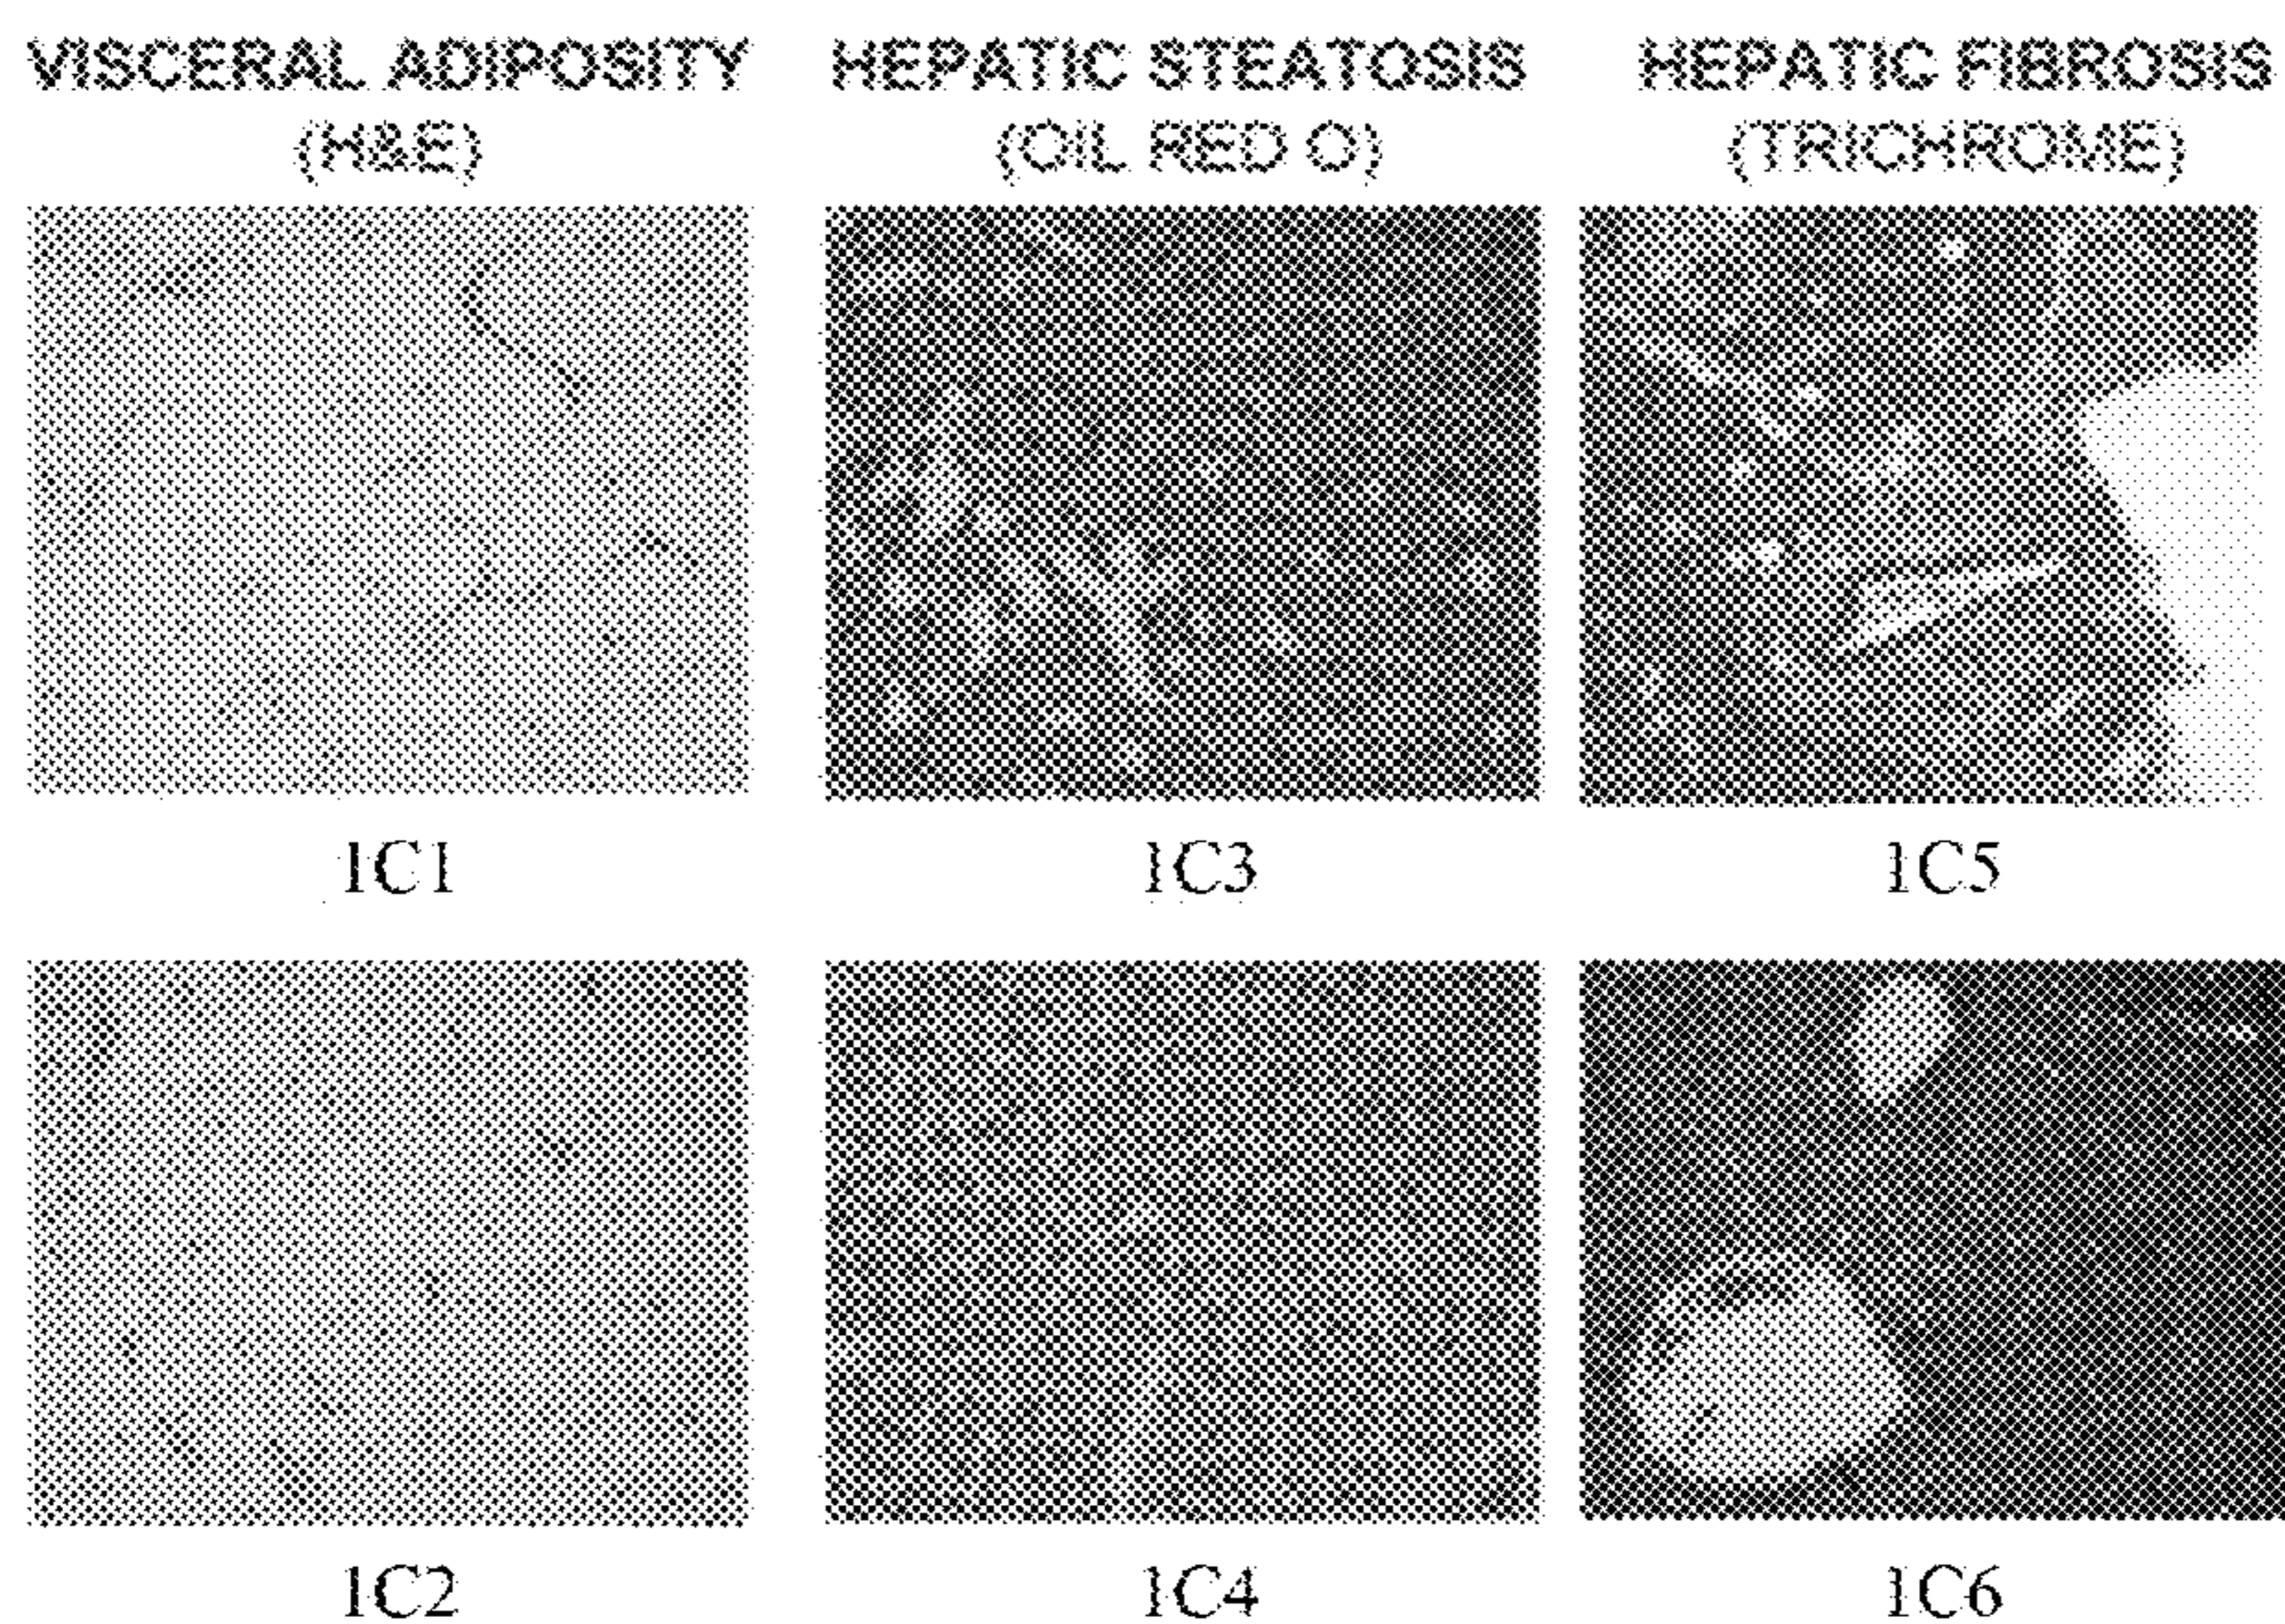 VISCERAL ADIPOSITY
(H&E)
HEPATIC STEATOSIS
(OIL RED O)
HEPATIC FIBROSIS
(TRICHROME)
1C1
1C3
1C5
1C2
1C4
1C6